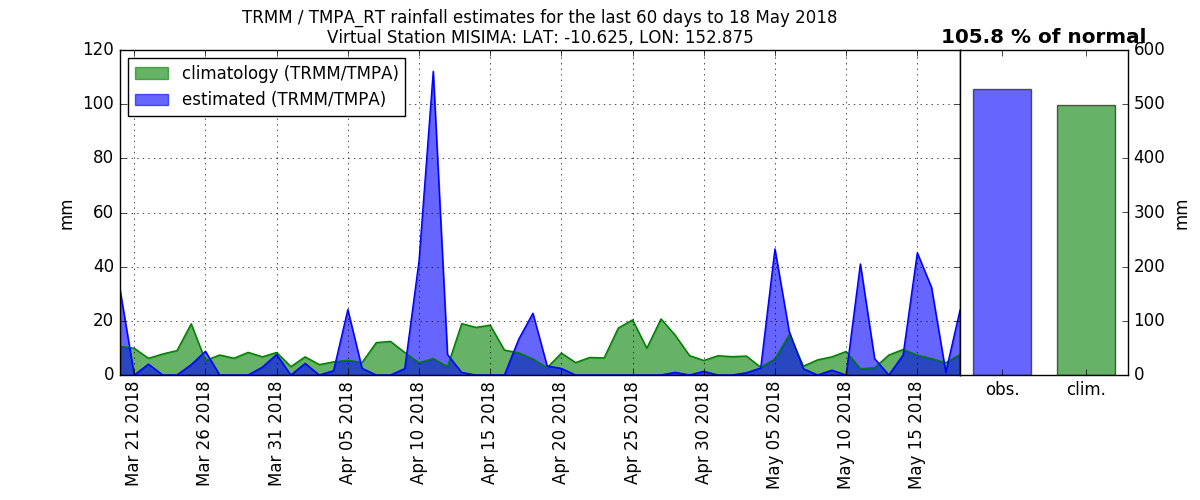 TRMM / TMPA_RT rainfall estimates for the last 60 days to 18 May 2018
Virtual Station MISIMA: LAT: -10.625, LON: 152.875
105.8 % of normal
climatology (TRMM/TMPA)
estimated (TRMM/TMPA)
120
100
80
60
40
20
0
mm
600
500
400
300
200
100
0
mm
Mar 21 2018
Mar 26 2018
Mar 31 2018
Apr 05 2018
Apr 10 2018
Apr 15 2018
Apr 20 2018
Apr 25 2018
Apr 30 2018
May 05 2018
May 10 2018
May 15 2018
obs.
clim.